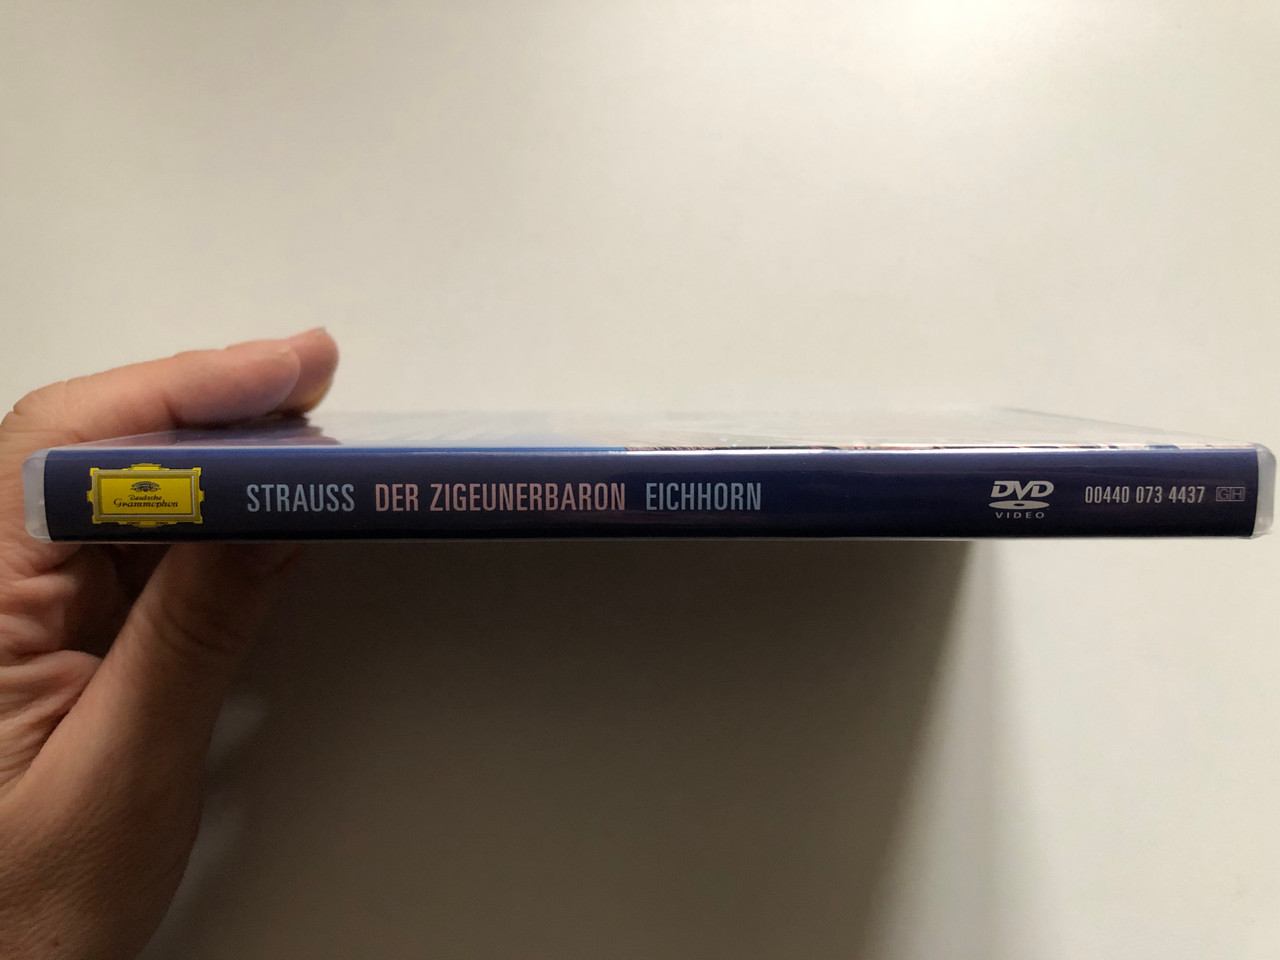 Deutsche
Grammophon
STRAUSS DER ZIGEUNERBARON EICHHORN
DVD
VIDEO
00440 073 4437 GH